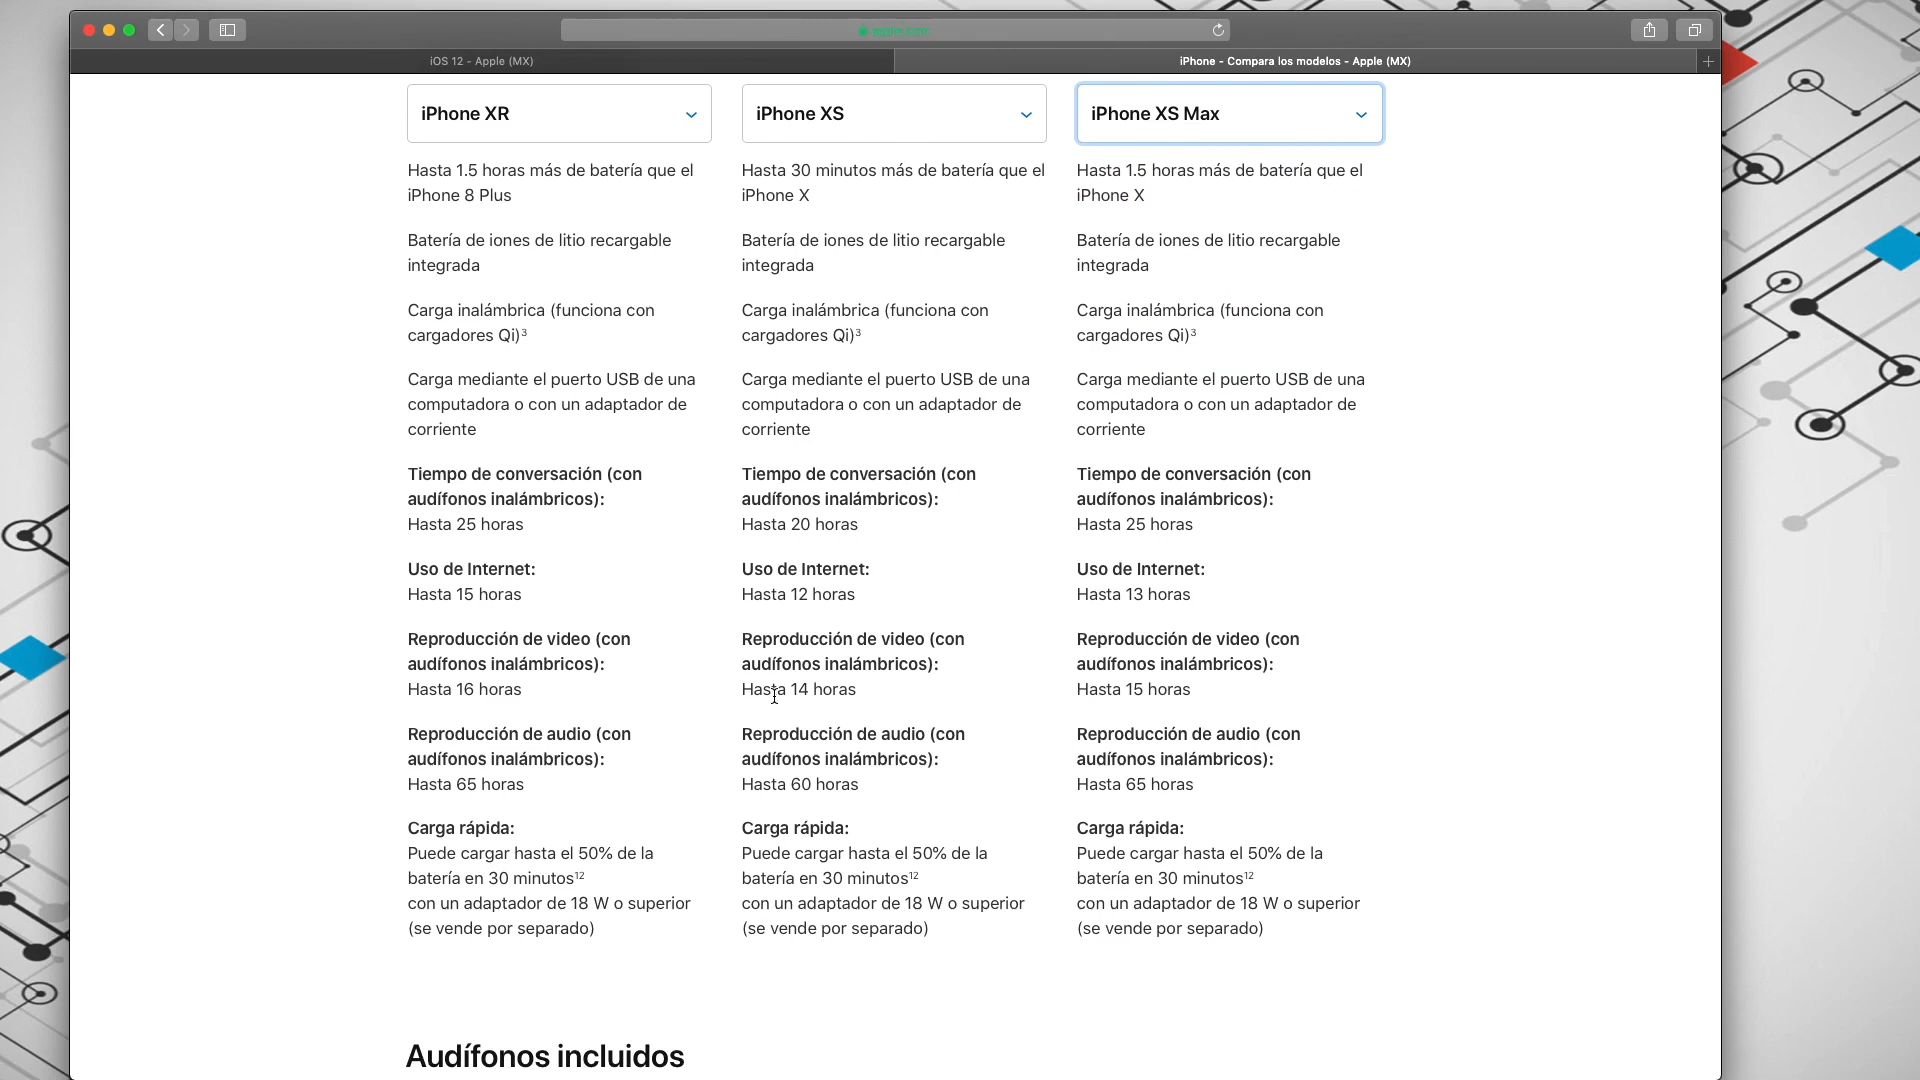 apple.com
iOS 12 - Apple (MX)
iPhone - Compara los modelos - Apple (MX)
iPhone XR
iPhone XS
iPhone XS Max
Hasta 1.5 horas más de batería que el
iPhone 8 Plus
Batería de iones de litio recargable
integrada
Carga inalámbrica (funciona con
cargadores Qi)³
Carga mediante el puerto USB de una
computadora o con un adaptador de
corriente
Tiempo de conversación (con
audífonos inalámbricos):
Hasta 25 horas
Uso de Internet:
Hasta 15 horas
Reproducción de video (con
audífonos inalámbricos):
Hasta 16 horas
Reproducción de audio (con
audífonos inalámbricos):
Hasta 65 horas
Carga rápida:
Puede cargar hasta el 50% de la
batería en 30 minutos¹²
con un adaptador de 18 W o superior
(se vende por separado)
Hasta 30 minutos más de batería que el
iPhone X
Batería de iones de litio recargable
integrada
Carga inalámbrica (funciona con
cargadores Qi)³
Carga mediante el puerto USB de una
computadora o con un adaptador de
corriente
Tiempo de conversación (con
audífonos inalámbricos):
Hasta 20 horas
Uso de Internet:
Hasta 12 horas
Reproducción de video (con
audífonos inalámbricos):
Hasta 14 horas
Reproducción de audio (con
audífonos inalámbricos):
Hasta 60 horas
Carga rápida:
Puede cargar hasta el 50% de la
batería en 30 minutos¹²
con un adaptador de 18 W o superior
(se vende por separado)
Hasta 1.5 horas más de batería que el
iPhone X
Batería de iones de litio recargable
integrada
Carga inalámbrica (funciona con
cargadores Qi)³
Carga mediante el puerto USB de una
computadora o con un adaptador de
corriente
Tiempo de conversación (con
audífonos inalámbricos):
Hasta 25 horas
Uso de Internet:
Hasta 13 horas
Reproducción de video (con
audífonos inalámbricos):
Hasta 15 horas
Reproducción de audio (con
audífonos inalámbricos):
Hasta 65 horas
Carga rápida:
Puede cargar hasta el 50% de la
batería en 30 minutos¹²
con un adaptador de 18 W o superior
(se vende por separado)
Audífonos incluidos